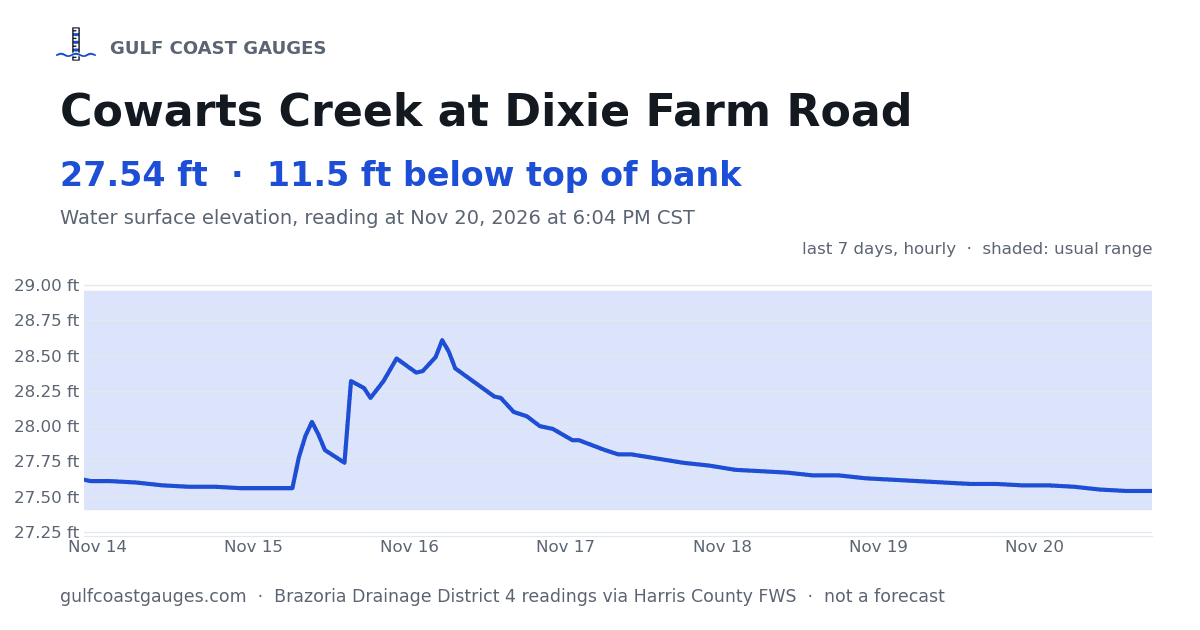 GULF COAST GAUGES
Cowarts Creek at Dixie Farm Road
27.54 ft · 11.5 ft below top of bank
Water surface elevation, reading at Nov 20, 2026 at 6:04 PM CST
last 7 days, hourly · shaded: usual range
29.00 ft
28.75 ft
28.50 ft
28.25 ft
28.00 ft
27.75 ft
27.50 ft
27.25 ft
Nov 14 Nov 15 Nov 16 Nov 17 Nov 18 Nov 19 Nov 20
gulfcoastgauges.com · Brazoria Drainage District 4 readings via Harris County FWS · not a forecast